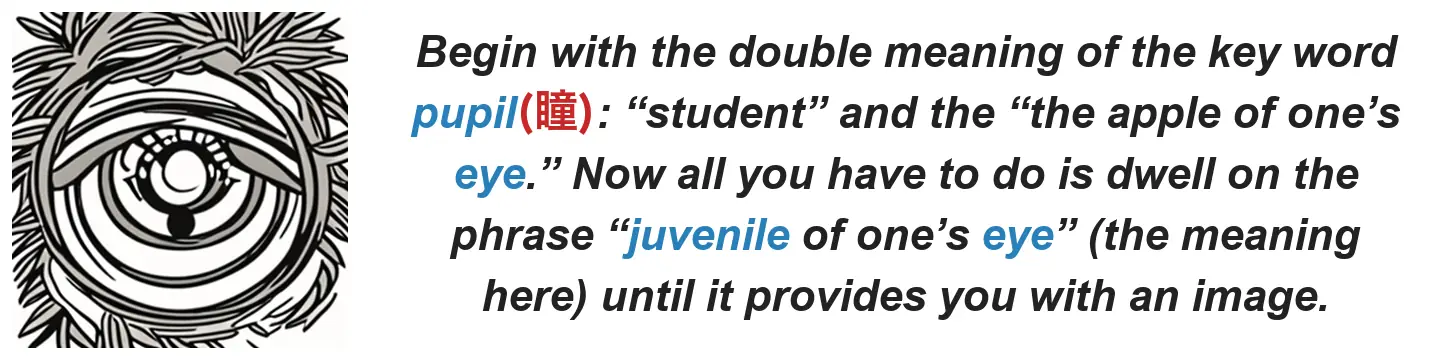 Begin with the double meaning of the key word
pupil(瞳): “student” and the “the apple of one’s
eye.” Now all you have to do is dwell on the
phrase “juvenile of one’s eye” (the meaning
here) until it provides you with an image.